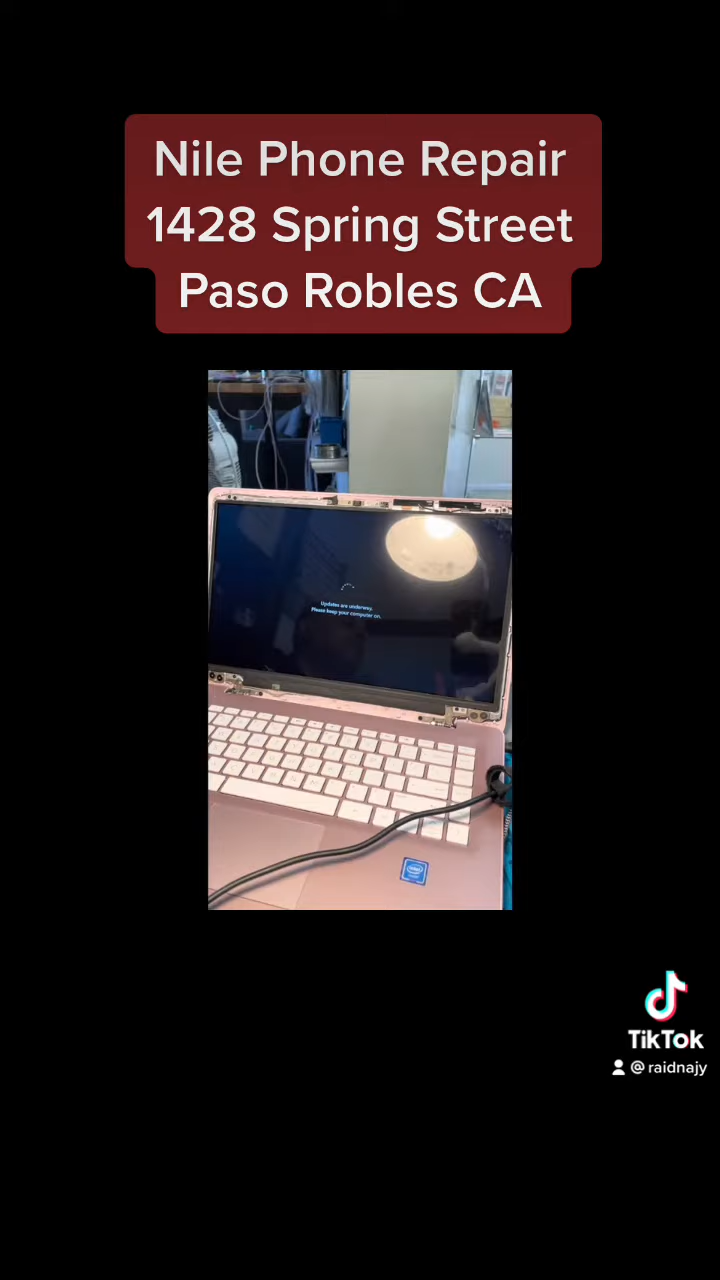 Nile Phone Repair
1428 Spring Street
Paso Robles CA
Updates are underway.
Please keep your computer on.
intel
TikTok
@raidnajy